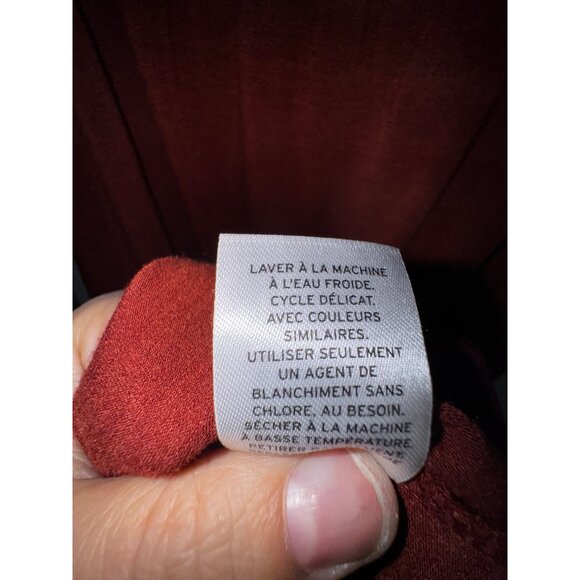 LAVER À LA MACHINE
À L'EAU FROIDE.
CYCLE DÉLICAT.
AVEC COULEURS
SIMILAIRES.
UTILISER SEULEMENT
UN AGENT DE
BLANCHIMENT SANS
CHLORE, AU BESOIN.
SÉCHER À LA MACHINE
À BASSE TEMPÉRATURE.
RETIRER